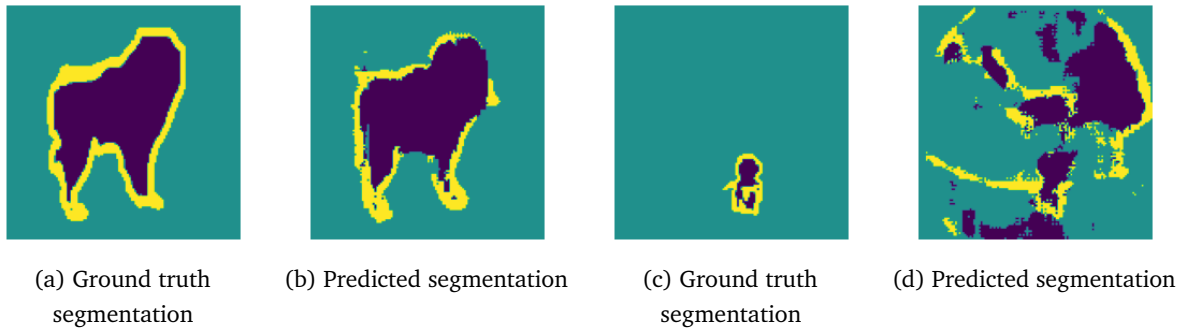 (a) Ground truth
segmentation
(b) Predicted segmentation
(c) Ground truth
segmentation
(d) Predicted segmentation